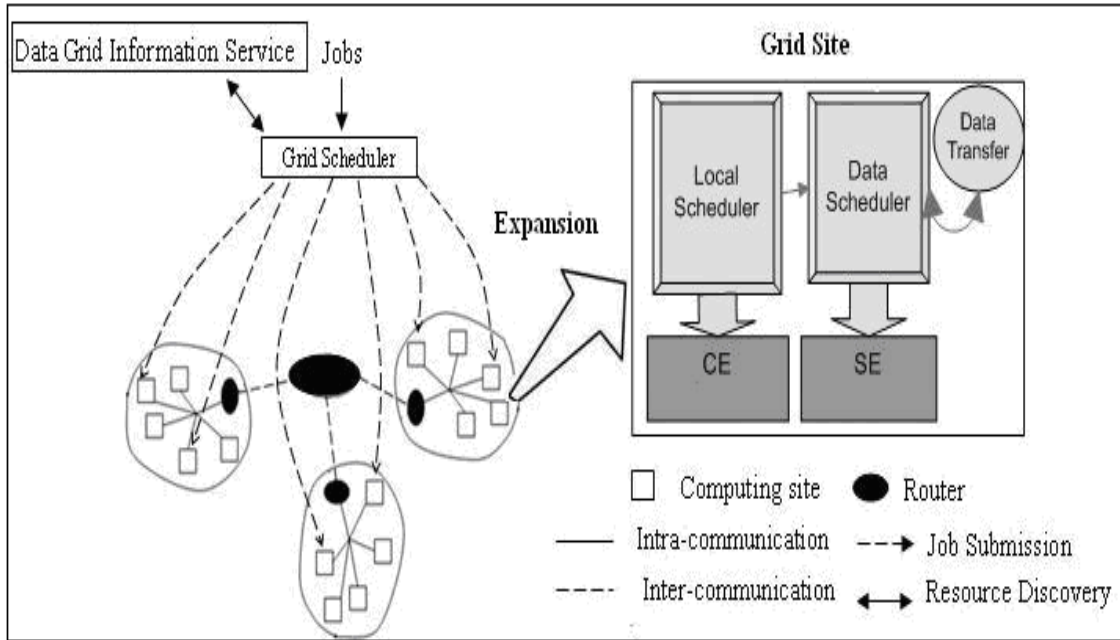 Data Grid Information Service
Jobs
Grid Scheduler
Expansion
Grid Site
Local
Scheduler
Data
Scheduler
Data
Transfer
CE
SE
Computing site
Router
Intra-communication
Job Submission
Inter-communication
Resource Discovery